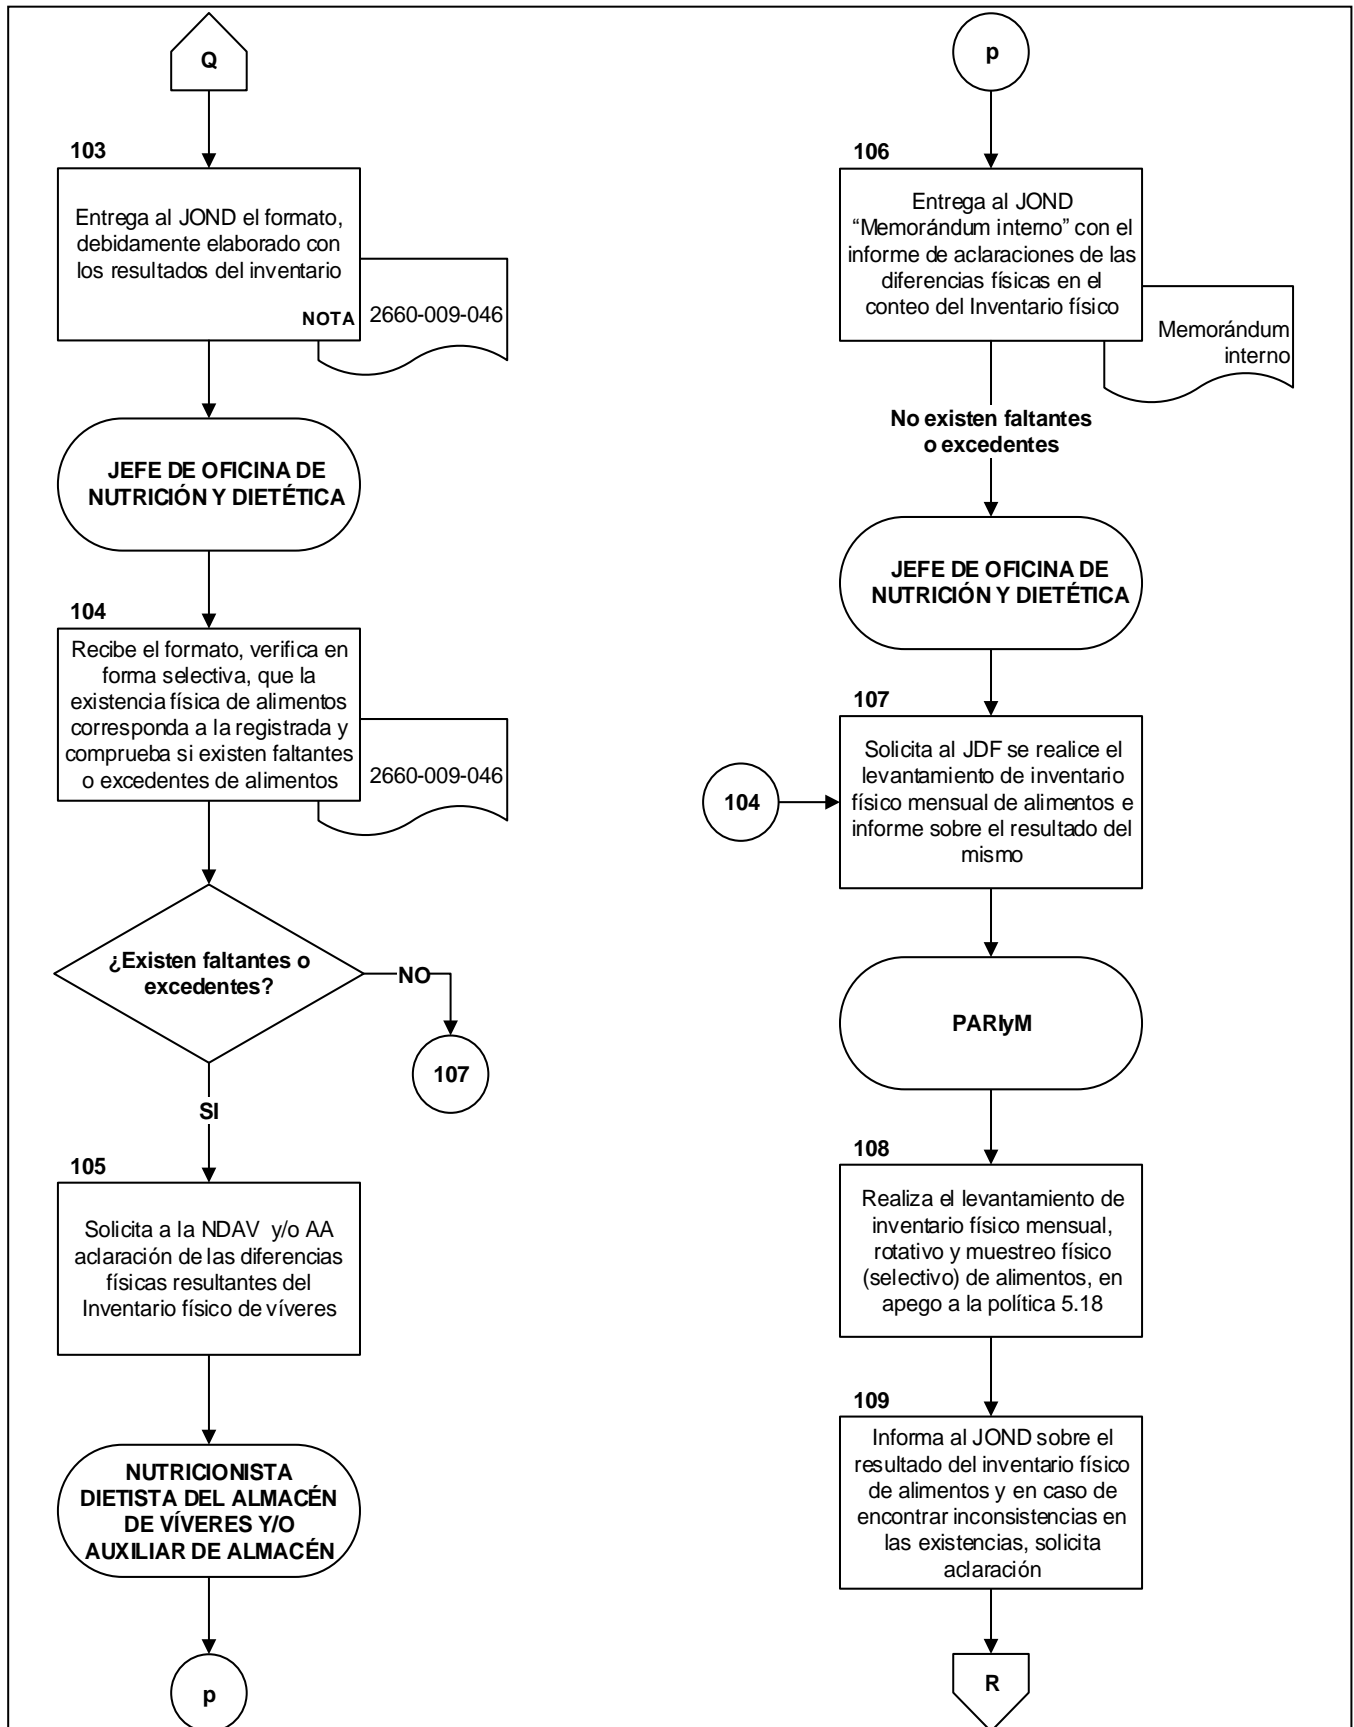 Q
103
Entrega al JOND el formato,
debidamente elaborado con
los resultados del inventario
NOTA
2660-009-046
JEFE DE OFICINA DE
NUTRICIÓN Y DIETÉTICA
104
Recibe el formato, verifica en
forma selectiva, que la
existencia física de alimentos
corresponda a la registrada y
comprueba si existen faltantes
o excedentes de alimentos
2660-009-046
¿Existen faltantes o
excedentes?
NO
107
SI
105
Solicita a la NDAV y/o AA
aclaración de las diferencias
físicas resultantes del
Inventario físico de víveres
NUTRICIONISTA
DIETISTA DEL ALMACÉN
DE VÍVERES Y/O
AUXILIAR DE ALMACÉN
p
p
106
Entrega al JOND
“Memorándum interno” con el
informe de aclaraciones de las
diferencias físicas en el
conteo del Inventario físico
Memorándum
interno
No existen faltantes
o excedentes
JEFE DE OFICINA DE
NUTRICIÓN Y DIETÉTICA
107
Solicita al JDF se realice el
levantamiento de inventario
físico mensual de alimentos e
informe sobre el resultado del
mismo
104
PARIyM
108
Realiza el levantamiento de
inventario físico mensual,
rotativo y muestreo físico
(selectivo) de alimentos, en
apego a la política 5.18
109
Informa al JOND sobre el
resultado del inventario físico
de alimentos y en caso de
encontrar inconsistencias en
las existencias, solicita
aclaración
R